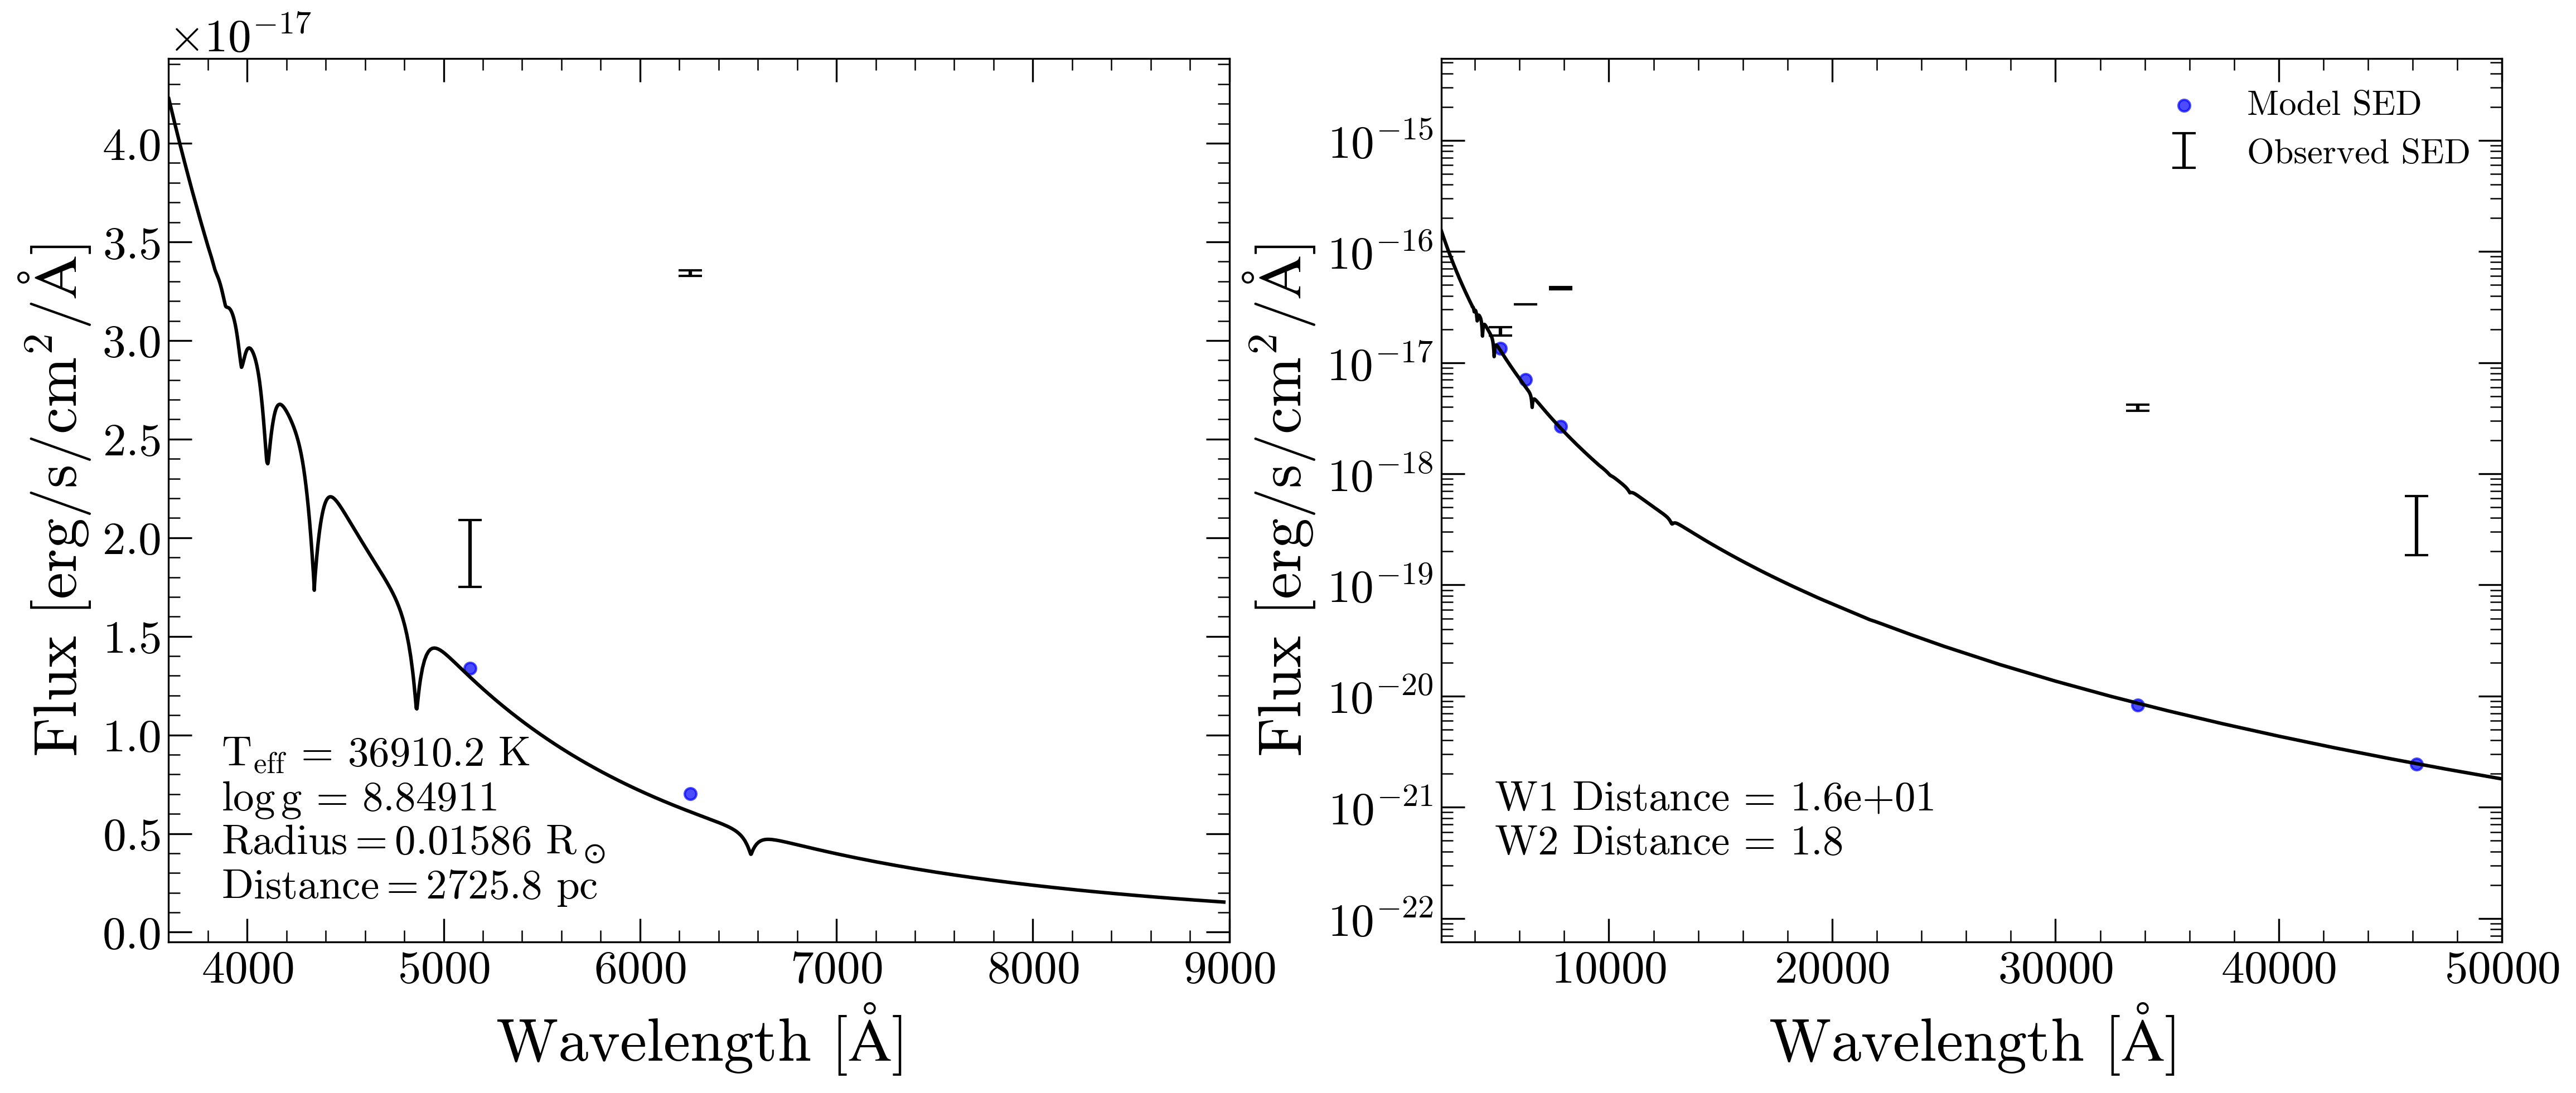 ×10⁻¹⁷
4.0
3.5
3.0
2.5
2.0
1.5
1.0
0.5
0.0
Flux [erg/s/cm²/Å]
T_eff = 36910.2 K
log g = 8.84911
Radius = 0.01586 R_⊙
Distance = 2725.8 pc
4000 5000 6000 7000 8000 9000
Wavelength [Å]
Model SED
Observed SED
10⁻¹⁵
10⁻¹⁶
10⁻¹⁷
10⁻¹⁸
10⁻¹⁹
10⁻²⁰
10⁻²¹
10⁻²²
Flux [erg/s/cm²/Å]
W1 Distance = 1.6e+01
W2 Distance = 1.8
10000 20000 30000 40000 50000
Wavelength [Å]